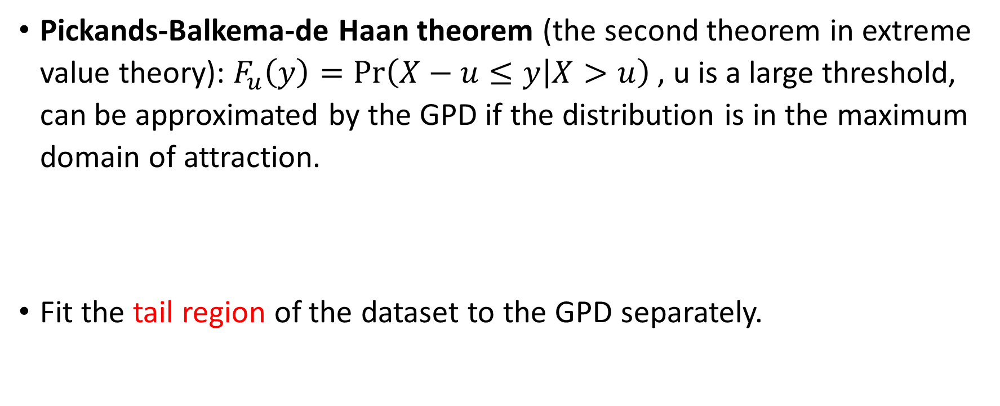 • Pickands-Balkema-de Haan theorem (the second theorem in extreme
value theory): 𝐹ᵤ(𝑦) = Pr(𝑋 − 𝑢 ≤ 𝑦|𝑋 > 𝑢) , u is a large threshold,
can be approximated by the GPD if the distribution is in the maximum
domain of attraction.
• Fit the tail region of the dataset to the GPD separately.